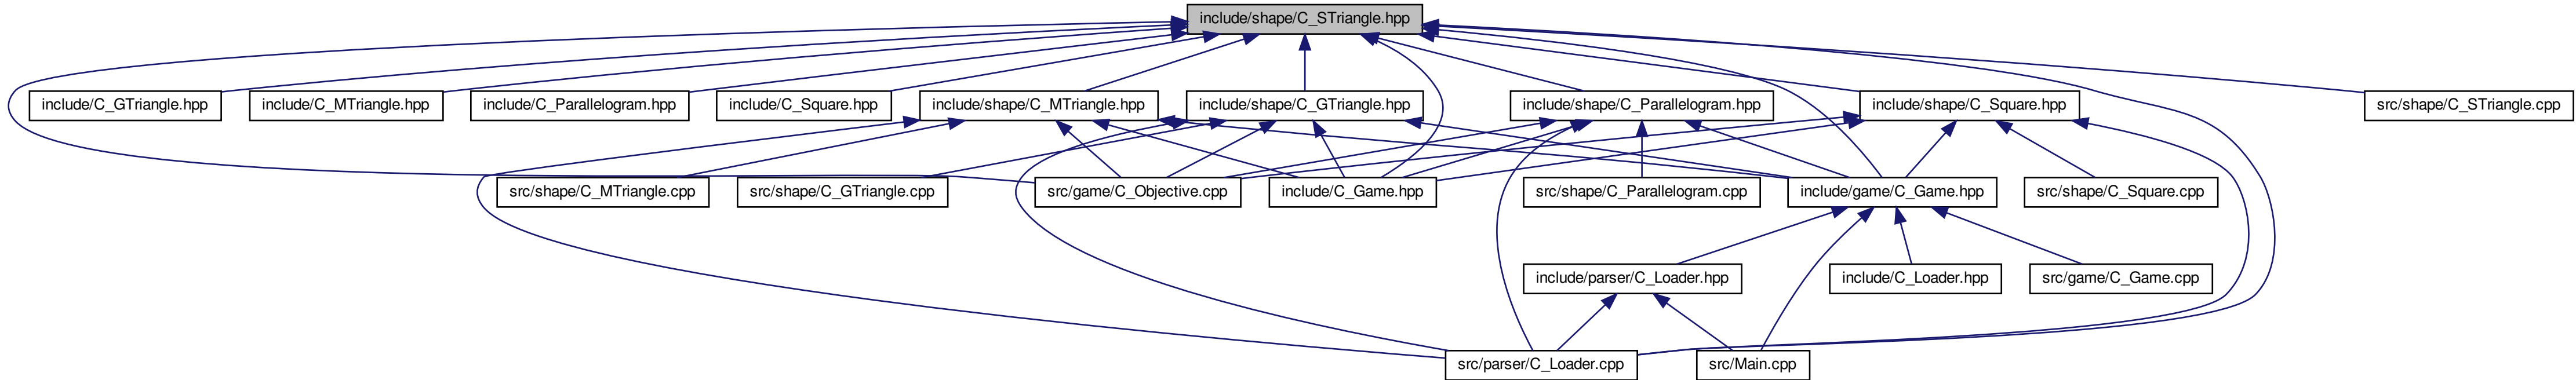 include/shape/C_STriangle.hpp
include/C_GTriangle.hpp
include/C_MTriangle.hpp
include/C_Parallelogram.hpp
include/C_Square.hpp
include/shape/C_MTriangle.hpp
include/shape/C_GTriangle.hpp
include/shape/C_Parallelogram.hpp
include/shape/C_Square.hpp
src/shape/C_STriangle.cpp
src/shape/C_MTriangle.cpp
src/shape/C_GTriangle.cpp
src/game/C_Objective.cpp
include/C_Game.hpp
src/shape/C_Parallelogram.cpp
include/game/C_Game.hpp
src/shape/C_Square.cpp
include/parser/C_Loader.hpp
include/C_Loader.hpp
src/game/C_Game.cpp
src/parser/C_Loader.cpp
src/Main.cpp